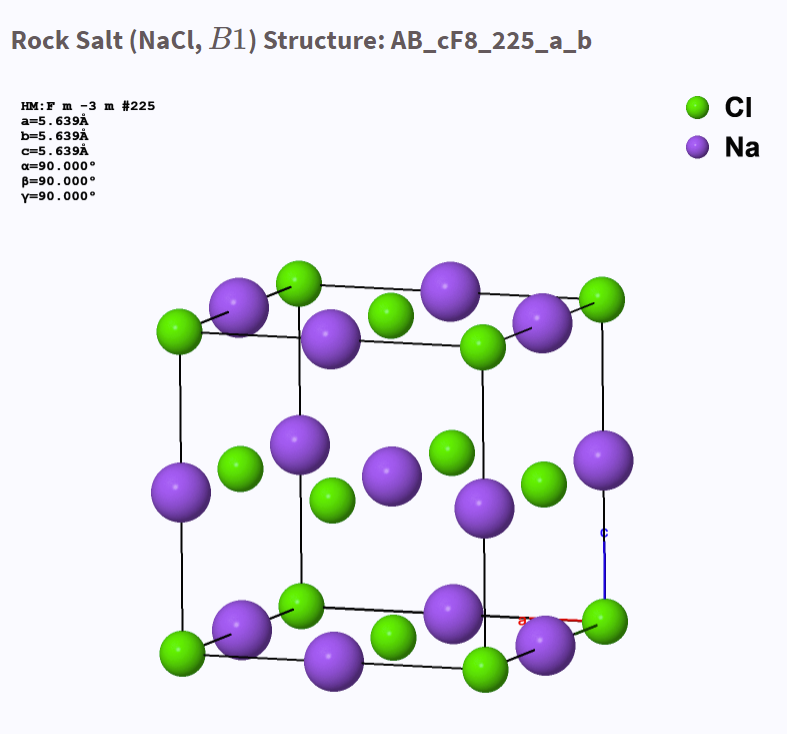 Rock Salt (NaCl, B1) Structure: AB_cF8_225_a_b
HM:F m -3 m #225
a=5.639Å
b=5.639Å
c=5.639Å
α=90.000°
β=90.000°
γ=90.000°
Cl
Na
c
a